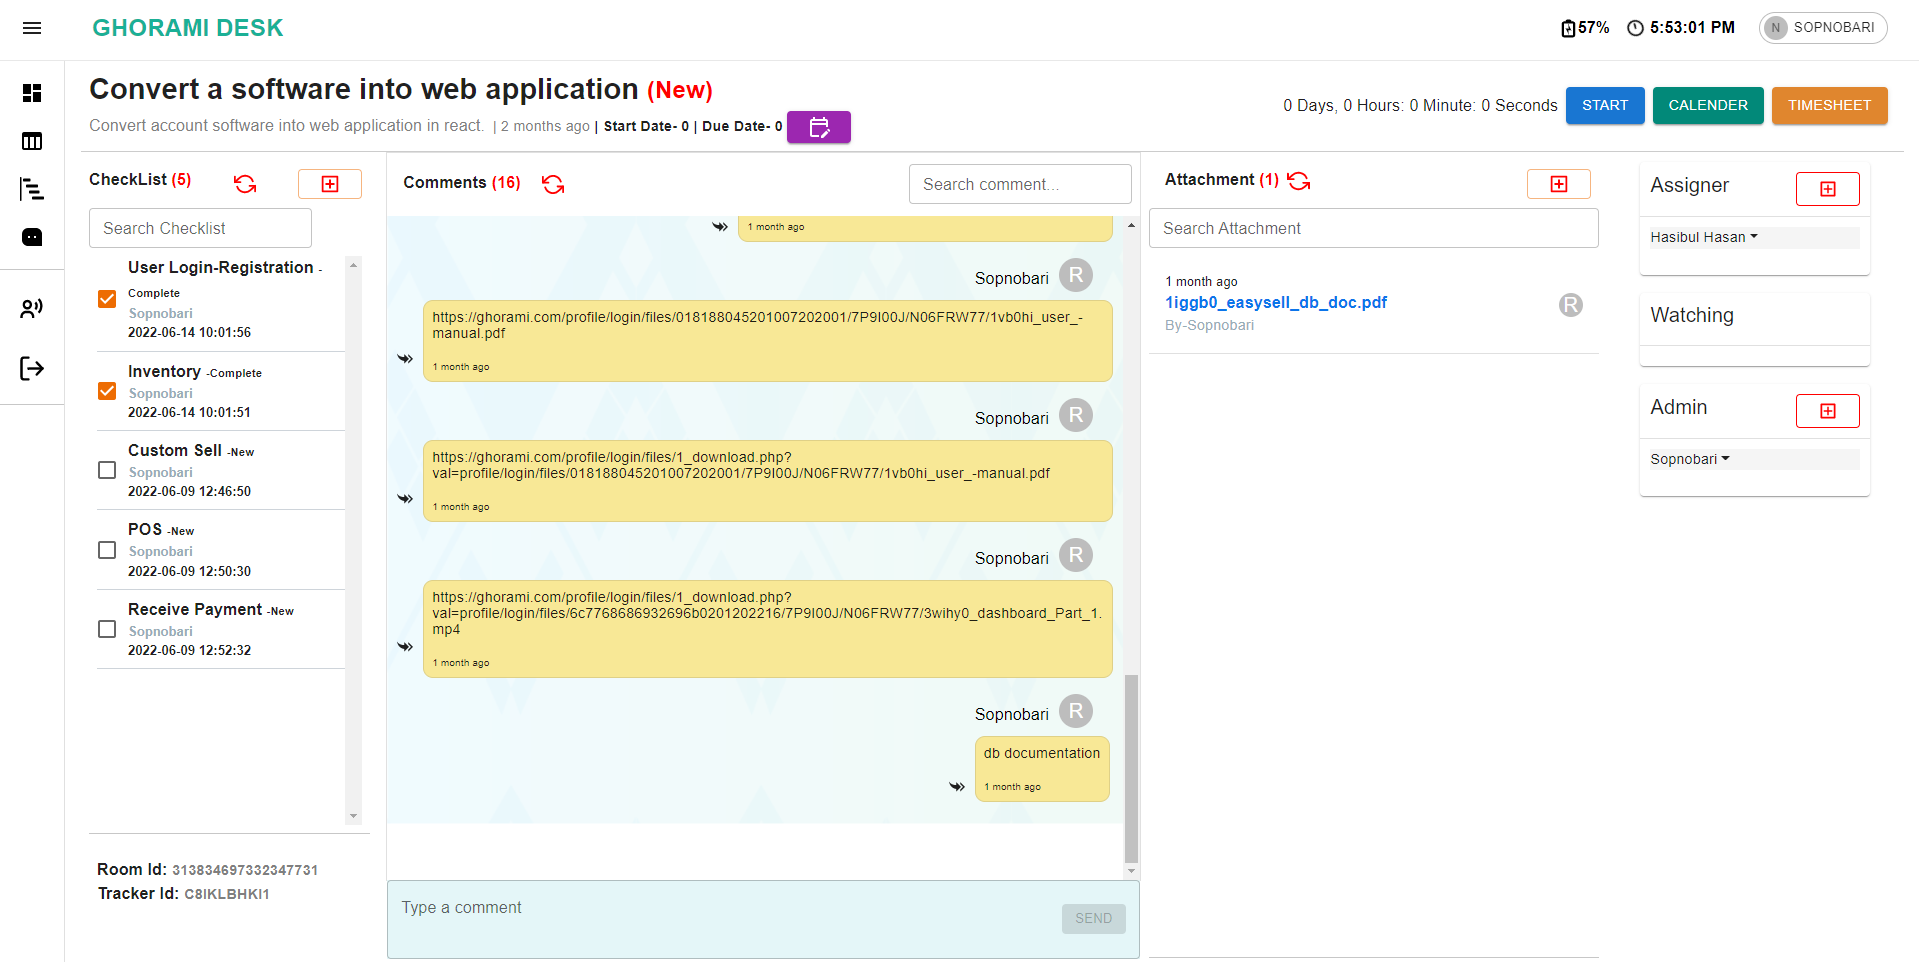 GHORAMI DESK
57%
5:53:01 PM
N SOPNOBARI
Convert a software into web application (New)
Convert account software into web application in react. | 2 months ago | Start Date- 0 | Due Date- 0
0 Days, 0 Hours: 0 Minute: 0 Seconds
START
CALENDER
TIMESHEET
CheckList (5)
Search Checklist
User Login-Registration -
Complete
Sopnobari
2022-06-14 10:01:56
Inventory -Complete
Sopnobari
2022-06-14 10:01:51
Custom Sell -New
Sopnobari
2022-06-09 12:46:50
POS -New
Sopnobari
2022-06-09 12:50:30
Receive Payment -New
Sopnobari
2022-06-09 12:52:32
Room Id: 313834697332347731
Tracker Id: C8IKLBHKI1
Comments (16)
Search comment...
1 month ago
Sopnobari R
https://ghorami.com/profile/login/files/018188045201007202001/7P9I00J/N06FRW77/1vb0hi_user_-
manual.pdf
1 month ago
Sopnobari R
https://ghorami.com/profile/login/files/1_download.php?
val=profile/login/files/018188045201007202001/7P9I00J/N06FRW77/1vb0hi_user_-manual.pdf
1 month ago
Sopnobari R
https://ghorami.com/profile/login/files/1_download.php?
val=profile/login/files/6c7768686932696b0201202216/7P9I00J/N06FRW77/3wihy0_dashboard_Part_1.
mp4
1 month ago
Sopnobari R
db documentation
1 month ago
Type a comment
SEND
Attachment (1)
Search Attachment
1 month ago
1iggb0_easysell_db_doc.pdf
By-Sopnobari
R
Assigner
Hasibul Hasan
Watching
Admin
Sopnobari